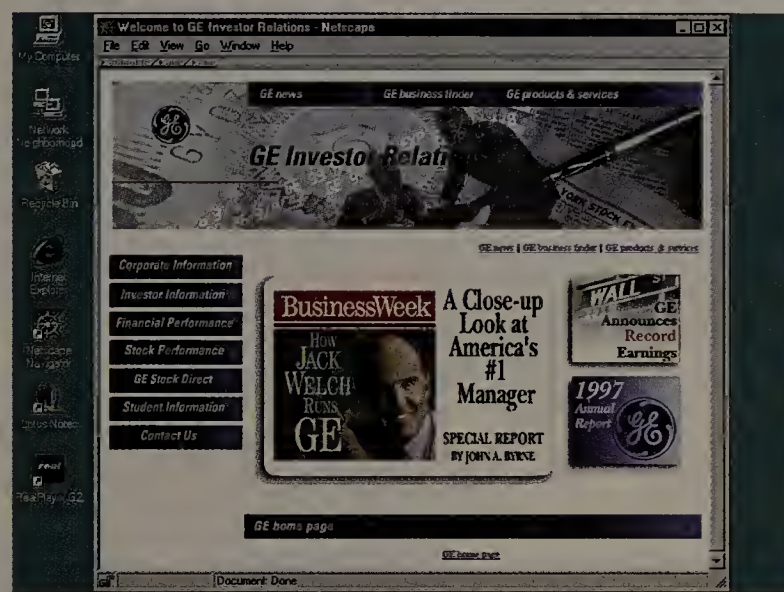 Welcome to GE Investor Relations - Netscape
File Edit View Go Window Help
My Computer
Network Neighborhood
Recycle Bin
Internet Explorer
Netscape Navigator
Lotus Notes
real
RealPlayer G2
GE news GE business finder GE products & services
GE
GE Investor Relati
YORK STOCK
GE news | GE business finder | GE products & services
Corporate Information
Investor Information
Financial Performance
Stock Performance
GE Stock Direct
Student Information
Contact Us
BusinessWeek
HOW
JACK
WELCH
RUNS
GE
A Close-up
Look at
America's
#1
Manager
SPECIAL REPORT
BY JOHN A. BYRNE
WALL ST
GE
Announces
Record
Earnings
1997
Annual
Report
GE
GE home page
GE home page
Document: Done